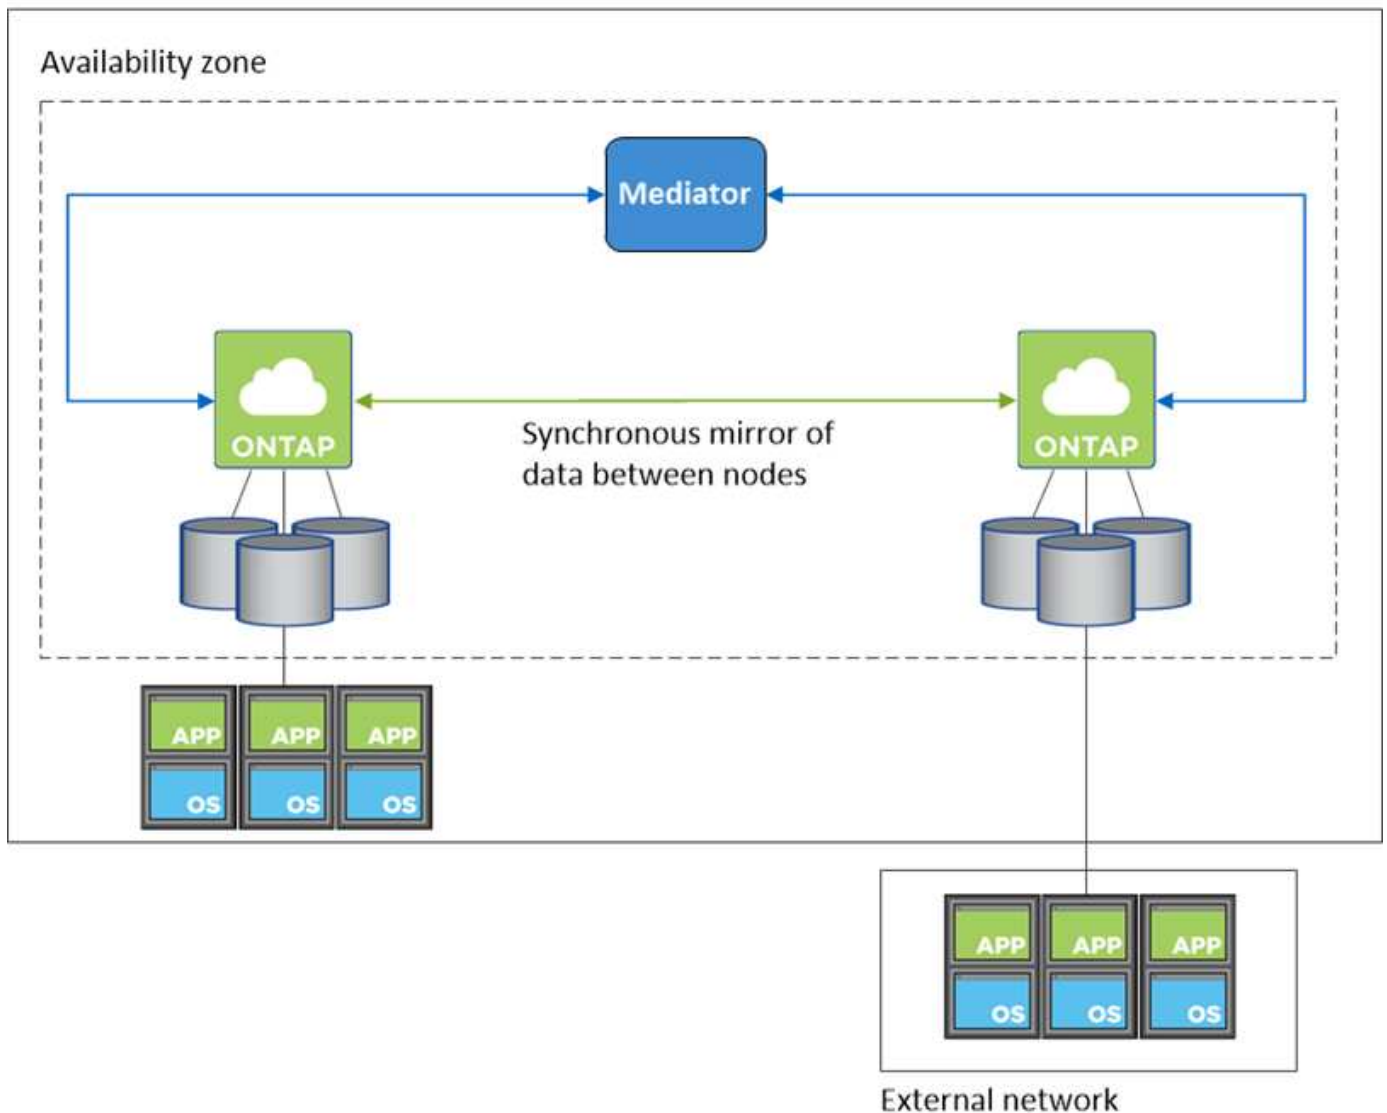 Availability zone
Mediator
ONTAP
ONTAP
Synchronous mirror of
data between nodes
APP APP APP
OS OS OS
APP APP APP
OS OS OS
External network